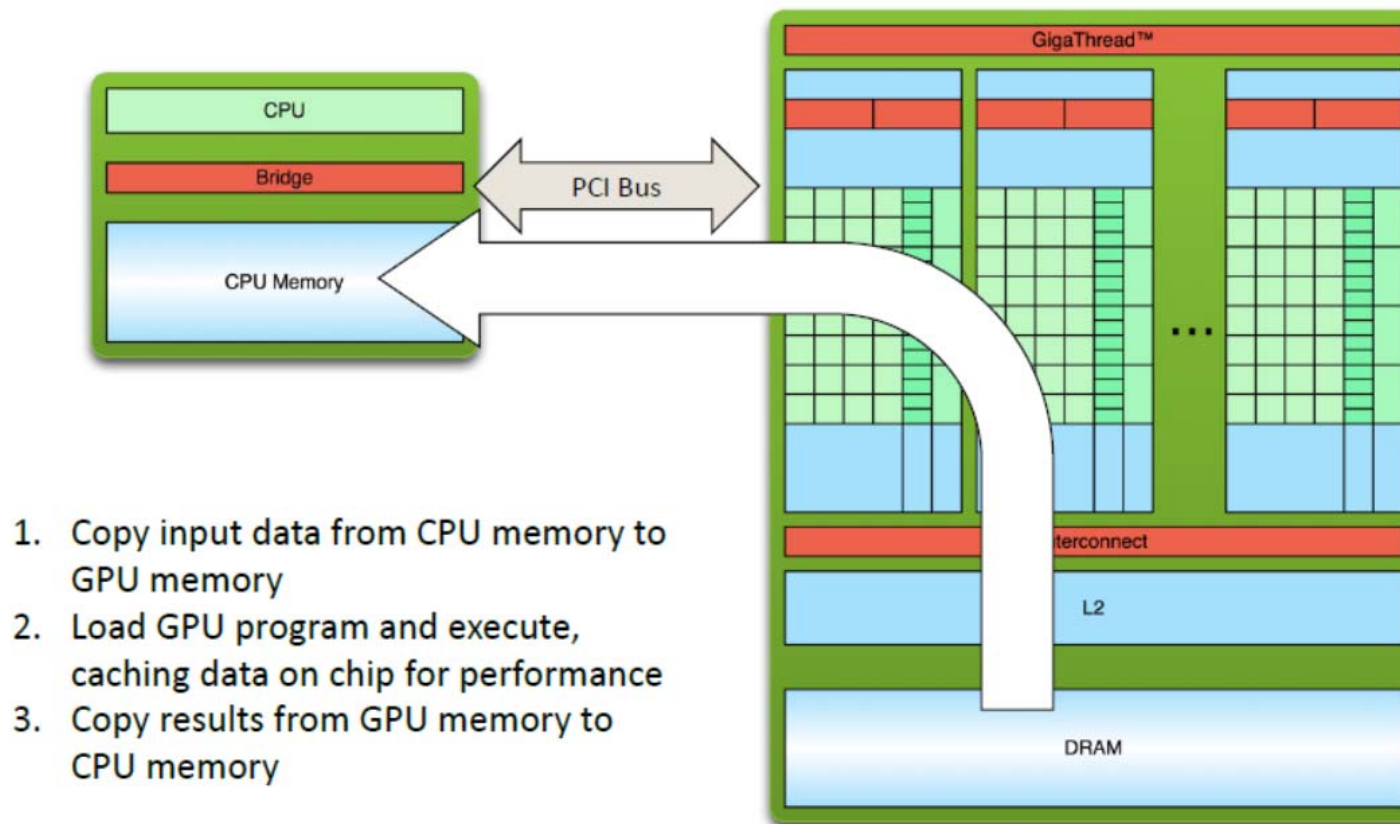 GigaThread™
CPU
Bridge
PCI Bus
CPU Memory
...
1. Copy input data from CPU memory to
GPU memory
2. Load GPU program and execute,
caching data on chip for performance
3. Copy results from GPU memory to
CPU memory
terconnect
L2
DRAM